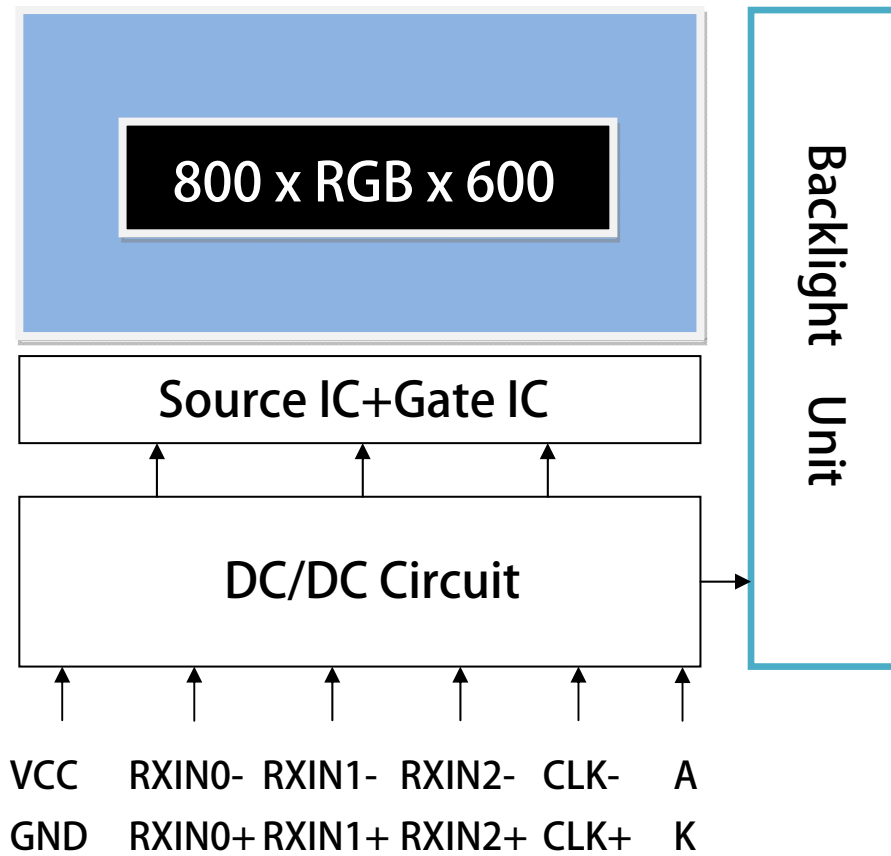 800 x RGB x 600
Backlight Unit
Source IC+Gate IC
DC/DC Circuit
VCC RXIN0- RXIN1- RXIN2- CLK- A
GND RXIN0+ RXIN1+ RXIN2+ CLK+ K